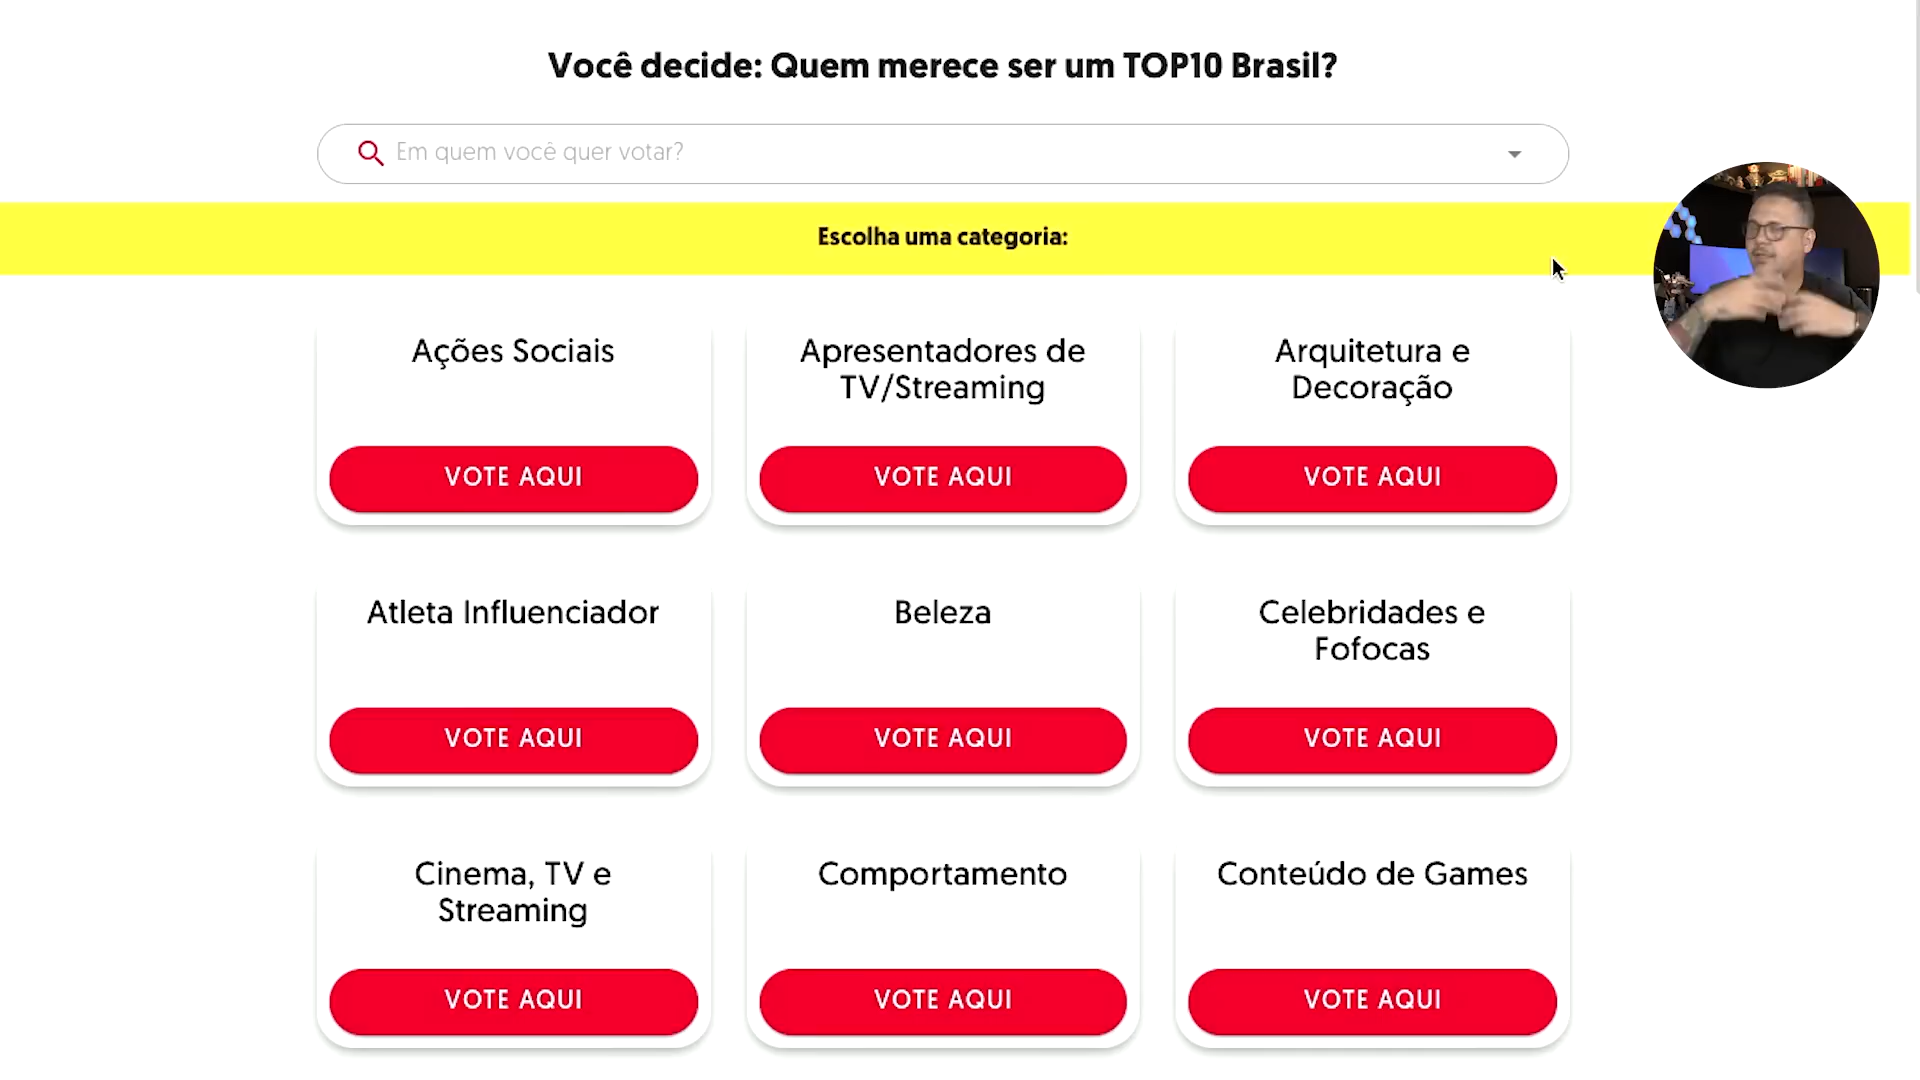 Você decide: Quem merece ser um TOP10 Brasil?
Em quem você quer votar?
Escolha uma categoria:
Ações Sociais
VOTE AQUI
Apresentadores de
TV/Streaming
VOTE AQUI
Arquitetura e
Decoração
VOTE AQUI
Atleta Influenciador
VOTE AQUI
Beleza
VOTE AQUI
Celebridades e
Fofocas
VOTE AQUI
Cinema, TV e
Streaming
VOTE AQUI
Comportamento
VOTE AQUI
Conteúdo de Games
VOTE AQUI